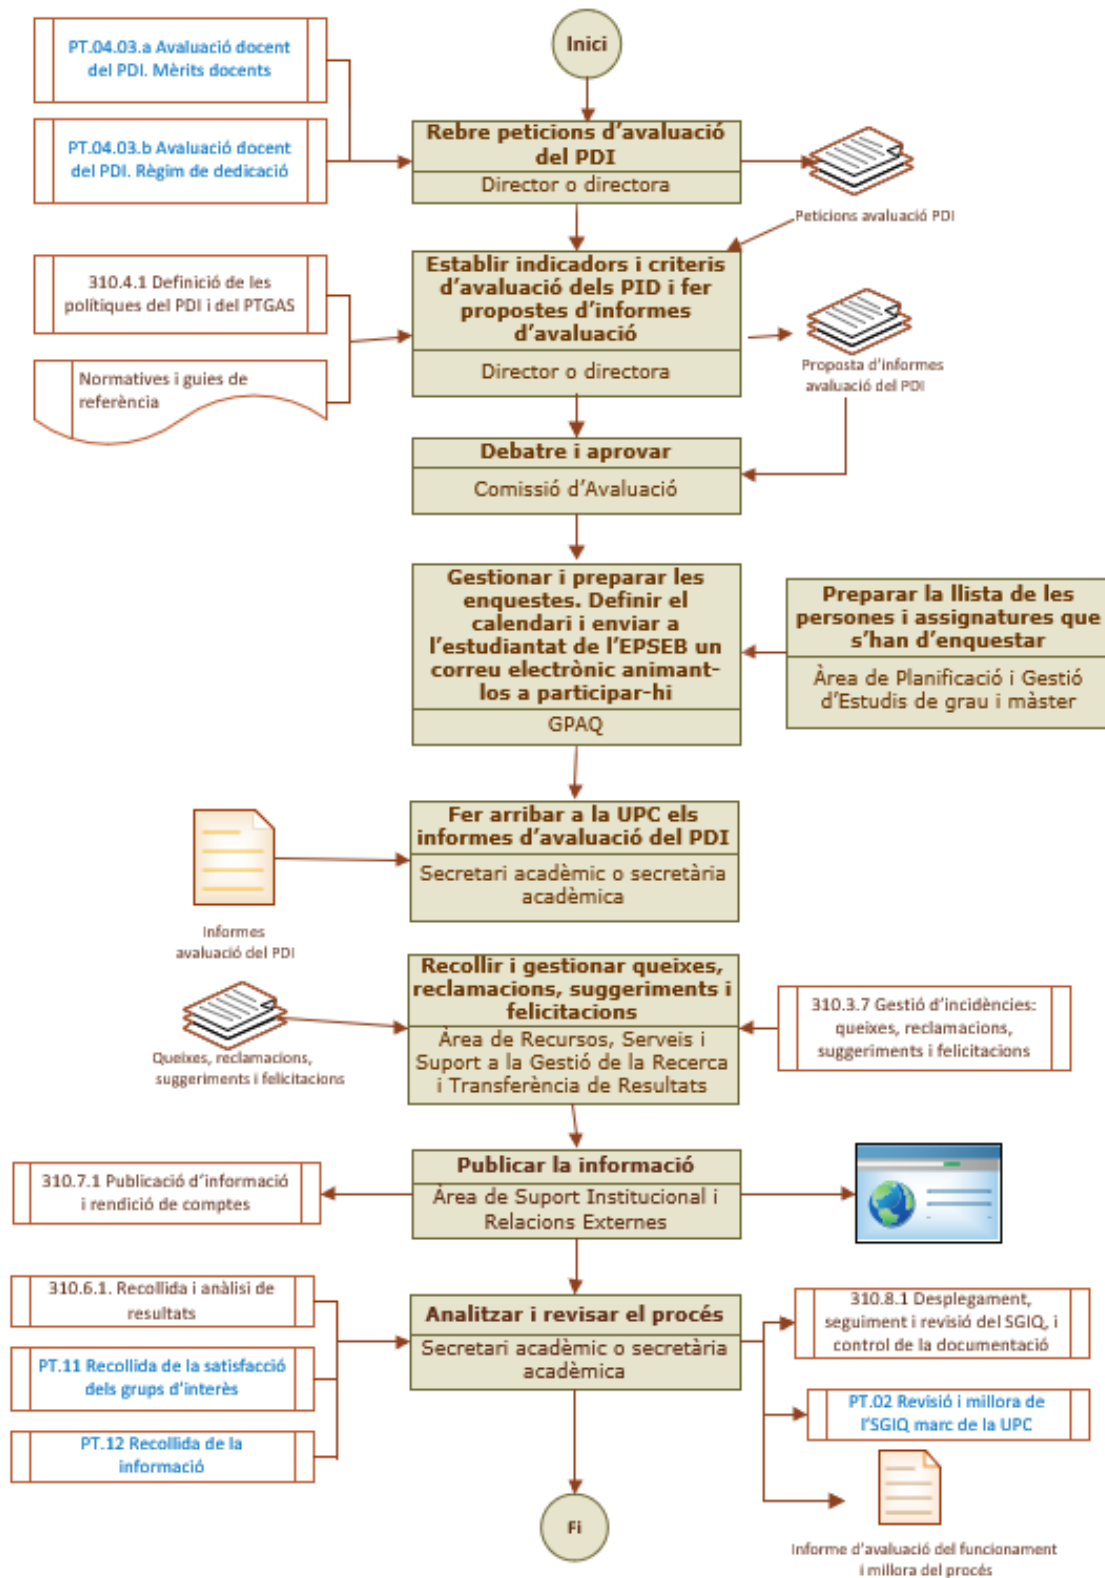 Inici
PT.04.03.a Avaluació docent
del PDI. Mèrits docents
PT.04.03.b Avaluació docent
del PDI. Règim de dedicació
Rebre peticions d'avaluació
del PDI
Director o directora
Peticions avaluació PDI
310.4.1 Definició de les
polítiques del PDI i del PTGAS
Normatives i guies de
referència
Establir indicadors i criteris
d'avaluació dels PID i fer
propostes d'informes
d'avaluació
Director o directora
Proposta d'informes
avaluació del PDI
Debatre i aprovar
Comissió d'Avaluació
Gestionar i preparar les
enquestes. Definir el
calendari i enviar a
l'estudiantat de l'EPSEB un
correu electrònic animant-
los a participar-hi
GPAQ
Preparar la llista de les
persones i assignatures que
s'han d'enquestar
Àrea de Planificació i Gestió
d'Estudis de grau i màster
Fer arribar a la UPC els
informes d'avaluació del PDI
Secretari acadèmic o secretària
acadèmica
Informes
avaluació del PDI
Recollir i gestionar queixes,
reclamacions, suggeriments i
felicitacions
Àrea de Recursos, Serveis i
Suport a la Gestió de la Recerca
i Transferència de Resultats
Queixes, reclamacions,
suggeriments i felicitacions
310.3.7 Gestió d'incidències:
queixes, reclamacions,
suggeriments i felicitacions
Publicar la informació
Àrea de Suport Institucional i
Relacions Externes
310.7.1 Publicació d'informació
i rendició de comptes
310.6.1. Recollida i anàlisi de
resultats
PT.11 Recollida de la satisfacció
dels grups d'interès
PT.12 Recollida de la
informació
Analitzar i revisar el procés
Secretari acadèmic o secretària
acadèmica
310.8.1 Desplegament,
seguiment i revisió del SGIQ, i
control de la documentació
PT.02 Revisió i millora de
l'SGIQ marc de la UPC
Informe d'avaluació del funcionament
i millora del procés
Fi